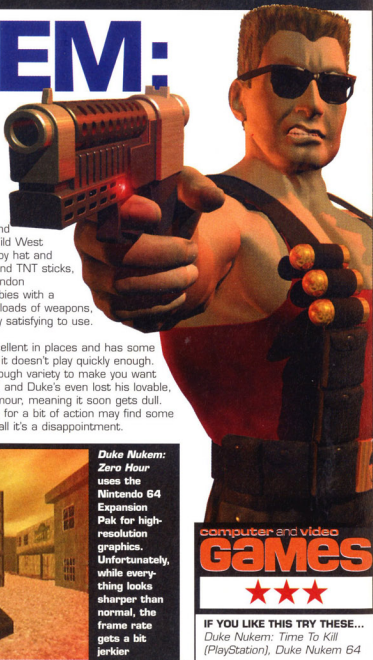 EM:
nd
ild West
oy hat and
nd TNT sticks,
ndon
bies with a
loads of weapons,
y satisfying to use.
cellent in places and has some
it doesn't play quickly enough.
ough variety to make you want
and Duke's even lost his lovable,
mour, meaning it soon gets dull.
for a bit of action may find some
all it's a disappointment.
Duke Nukem:
Zero Hour
uses the
Nintendo 64
Expansion
Pak for high-
resolution
graphics.
Unfortunately,
while every-
thing looks
sharper than
normal, the
frame rate
gets a bit
jerkier
computer and video
GAMES
IF YOU LIKE THIS TRY THESE...
Duke Nukem: Time To Kill
(PlayStation), Duke Nukem 64